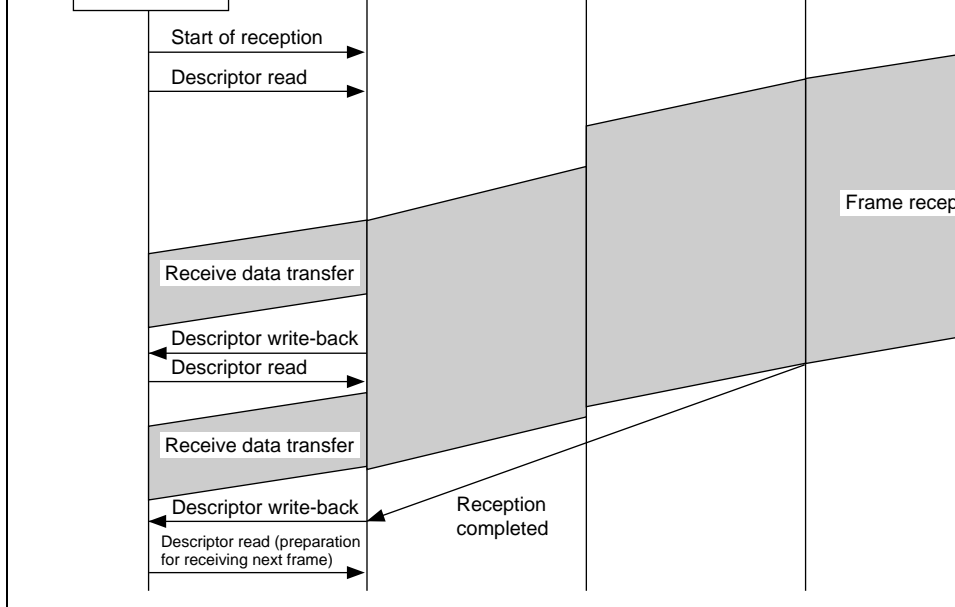 Start of reception
Descriptor read
Frame recep
Receive data transfer
Descriptor write-back
Descriptor read
Receive data transfer
Descriptor write-back
Reception
completed
Descriptor read (preparation
for receiving next frame)